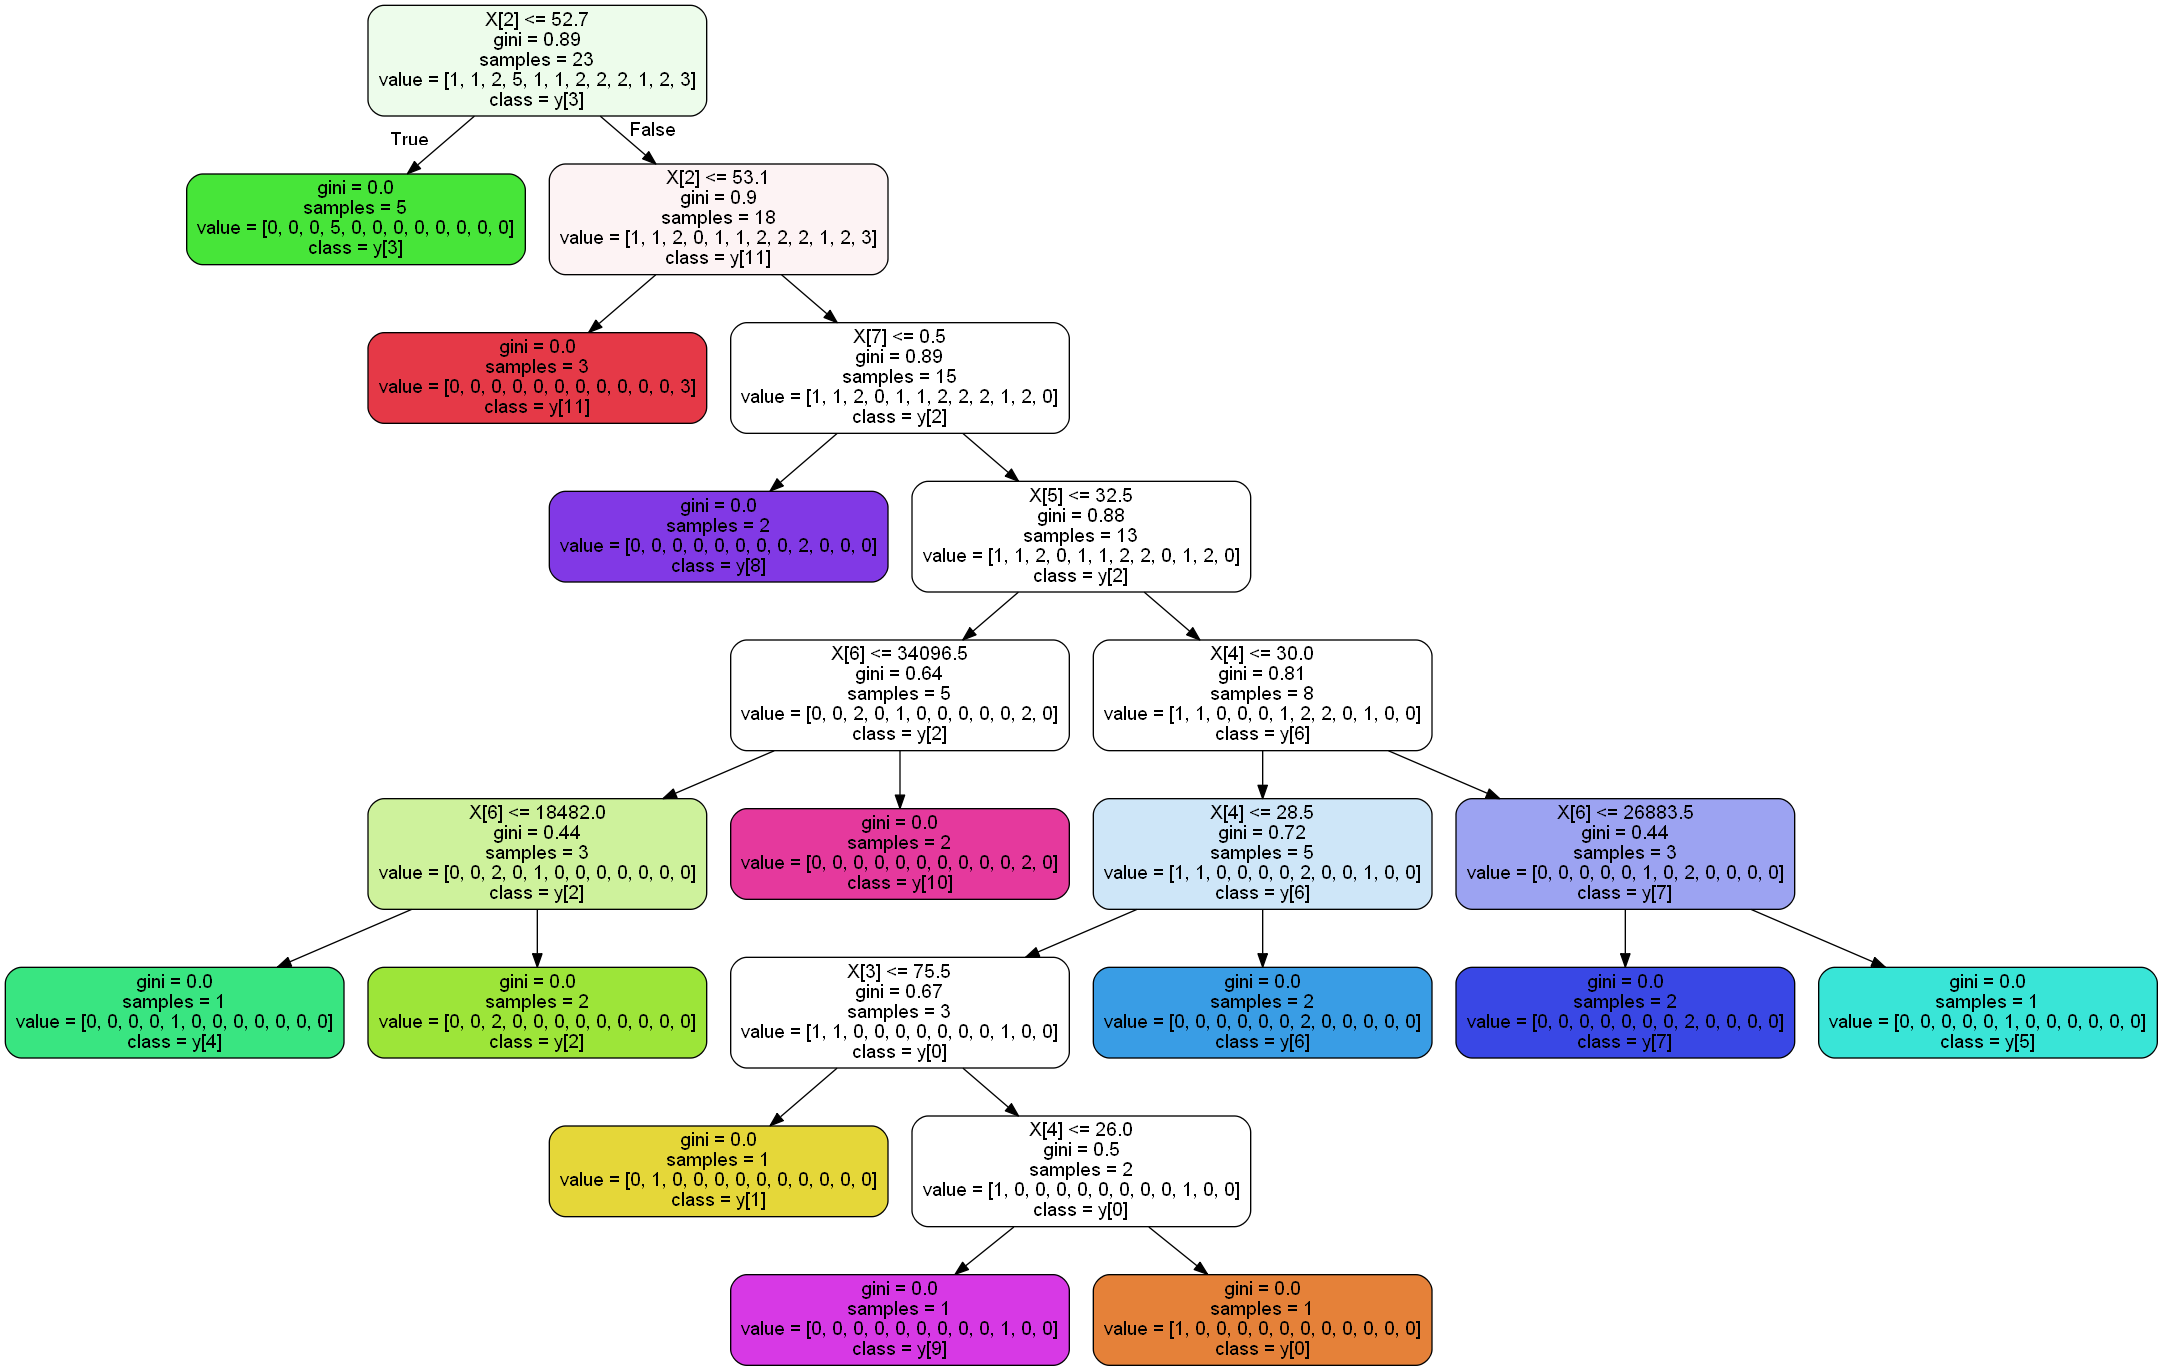 X[2] <= 52.7
gini = 0.89
samples = 23
value = [1, 1, 2, 5, 1, 1, 2, 2, 2, 1, 2, 3]
class = y[3]
True
False
gini = 0.0
samples = 5
value = [0, 0, 0, 5, 0, 0, 0, 0, 0, 0, 0, 0]
class = y[3]
X[2] <= 53.1
gini = 0.9
samples = 18
value = [1, 1, 2, 0, 1, 1, 2, 2, 2, 1, 2, 3]
class = y[11]
gini = 0.0
samples = 3
value = [0, 0, 0, 0, 0, 0, 0, 0, 0, 0, 0, 3]
class = y[11]
X[7] <= 0.5
gini = 0.89
samples = 15
value = [1, 1, 2, 0, 1, 1, 2, 2, 2, 1, 2, 0]
class = y[2]
gini = 0.0
samples = 2
value = [0, 0, 0, 0, 0, 0, 0, 0, 2, 0, 0, 0]
class = y[8]
X[5] <= 32.5
gini = 0.88
samples = 13
value = [1, 1, 2, 0, 1, 1, 2, 2, 0, 1, 2, 0]
class = y[2]
X[6] <= 34096.5
gini = 0.64
samples = 5
value = [0, 0, 2, 0, 1, 0, 0, 0, 0, 0, 2, 0]
class = y[2]
X[4] <= 30.0
gini = 0.81
samples = 8
value = [1, 1, 0, 0, 0, 1, 2, 2, 0, 1, 0, 0]
class = y[6]
X[6] <= 18482.0
gini = 0.44
samples = 3
value = [0, 0, 2, 0, 1, 0, 0, 0, 0, 0, 0, 0]
class = y[2]
gini = 0.0
samples = 2
value = [0, 0, 0, 0, 0, 0, 0, 0, 0, 0, 2, 0]
class = y[10]
X[4] <= 28.5
gini = 0.72
samples = 5
value = [1, 1, 0, 0, 0, 0, 2, 0, 0, 1, 0, 0]
class = y[6]
X[6] <= 26883.5
gini = 0.44
samples = 3
value = [0, 0, 0, 0, 0, 1, 0, 2, 0, 0, 0, 0]
class = y[7]
gini = 0.0
samples = 1
value = [0, 0, 0, 0, 1, 0, 0, 0, 0, 0, 0, 0]
class = y[4]
gini = 0.0
samples = 2
value = [0, 0, 2, 0, 0, 0, 0, 0, 0, 0, 0, 0]
class = y[2]
X[3] <= 75.5
gini = 0.67
samples = 3
value = [1, 1, 0, 0, 0, 0, 0, 0, 0, 1, 0, 0]
class = y[0]
gini = 0.0
samples = 2
value = [0, 0, 0, 0, 0, 0, 2, 0, 0, 0, 0, 0]
class = y[6]
gini = 0.0
samples = 2
value = [0, 0, 0, 0, 0, 0, 0, 2, 0, 0, 0, 0]
class = y[7]
gini = 0.0
samples = 1
value = [0, 0, 0, 0, 0, 1, 0, 0, 0, 0, 0, 0]
class = y[5]
gini = 0.0
samples = 1
value = [0, 1, 0, 0, 0, 0, 0, 0, 0, 0, 0, 0]
class = y[1]
X[4] <= 26.0
gini = 0.5
samples = 2
value = [1, 0, 0, 0, 0, 0, 0, 0, 0, 1, 0, 0]
class = y[0]
gini = 0.0
samples = 1
value = [0, 0, 0, 0, 0, 0, 0, 0, 0, 1, 0, 0]
class = y[9]
gini = 0.0
samples = 1
value = [1, 0, 0, 0, 0, 0, 0, 0, 0, 0, 0, 0]
class = y[0]